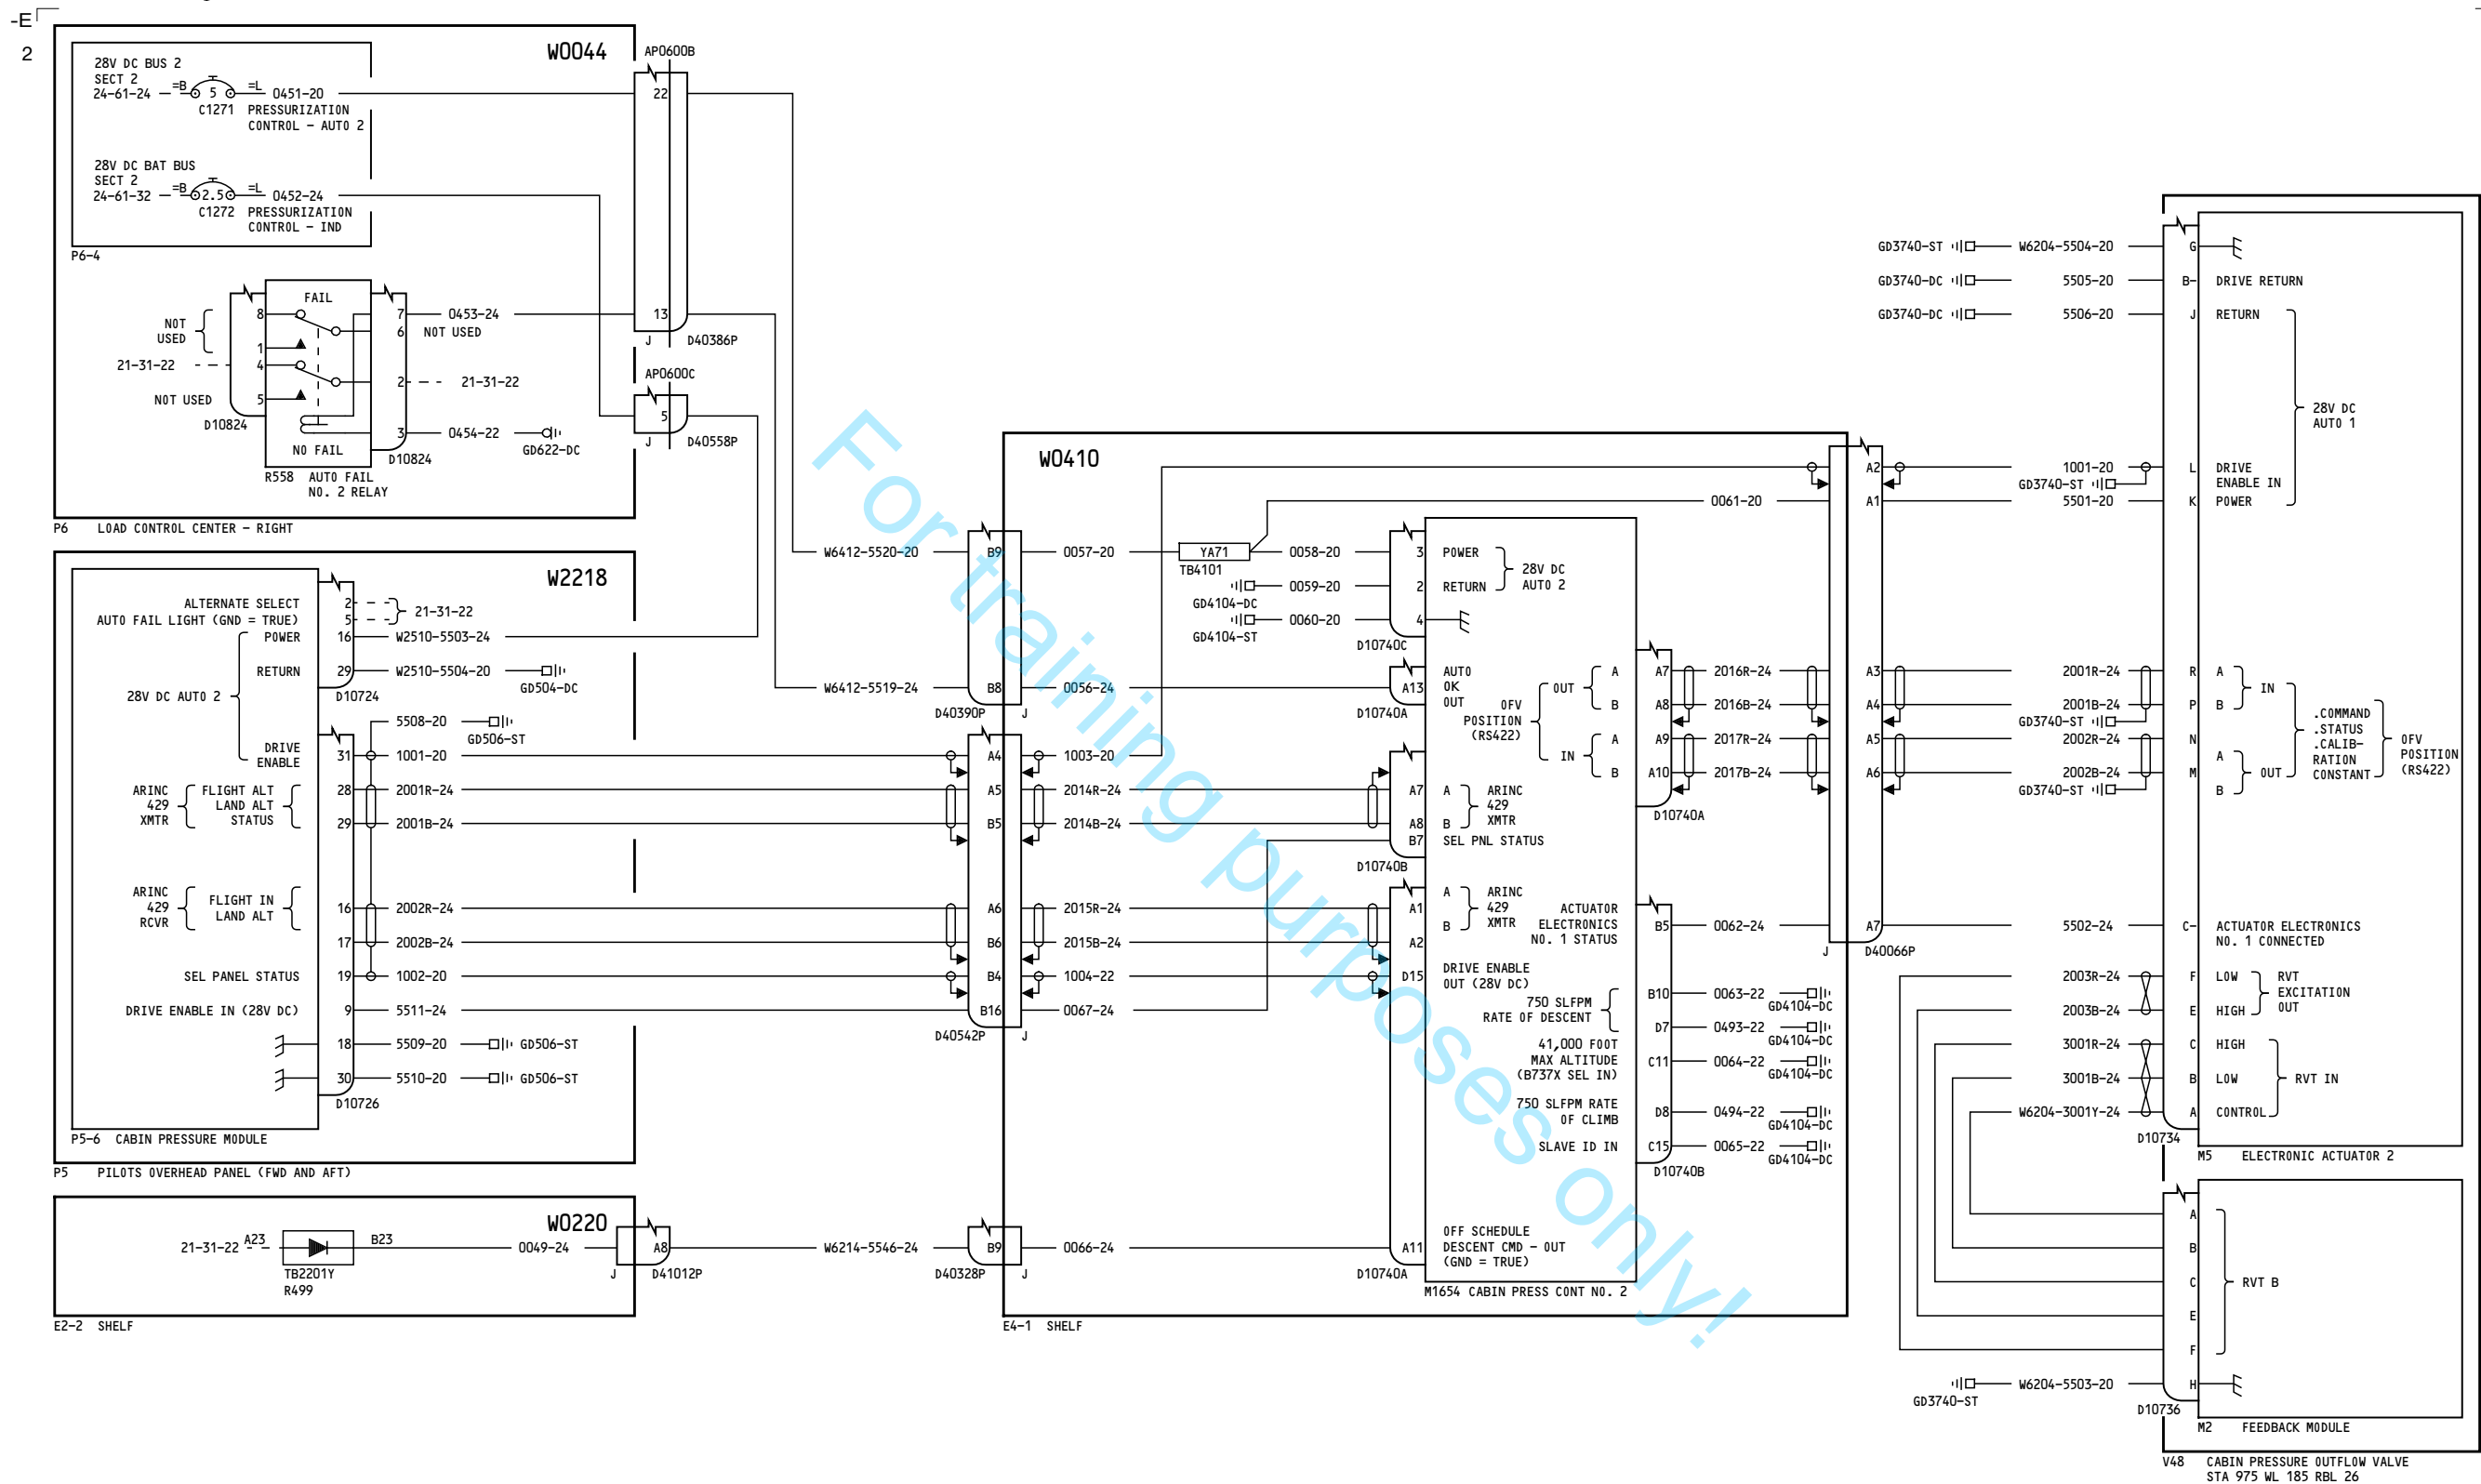 -E
2
W0044
28V DC BUS 2
SECT 2
24-61-24
=B
5
=L
0451-20
C1271
PRESSURIZATION
CONTROL - AUTO 2
28V DC BAT BUS
SECT 2
24-61-32
=B
2.5
=L
0452-24
C1272
PRESSURIZATION
CONTROL - IND
P6-4
FAIL
NOT
USED
8
1
21-31-22
4
NOT USED
5
D10824
7
0453-24
6
NOT USED
2
21-31-22
3
0454-22
GD622-DC
NO FAIL
D10824
R558 AUTO FAIL
NO. 2 RELAY
P6 LOAD CONTROL CENTER - RIGHT
AP0600B
22
13
J
D40386P
AP0600C
5
J
D40558P
W2218
ALTERNATE SELECT
2
AUTO FAIL LIGHT (GND = TRUE)
5
21-31-22
POWER
16
W2510-5503-24
RETURN
29
W2510-5504-20
GD504-DC
28V DC AUTO 2
D10724
5508-20
GD506-ST
DRIVE
ENABLE
31
1001-20
ARINC
429
XMTR
FLIGHT ALT
LAND ALT
STATUS
28
2001R-24
29
2001B-24
ARINC
429
RCVR
FLIGHT IN
LAND ALT
16
2002R-24
17
2002B-24
SEL PANEL STATUS
19
1002-20
DRIVE ENABLE IN (28V DC)
9
5511-24
18
5509-20
GD506-ST
30
5510-20
GD506-ST
D10726
P5-6 CABIN PRESSURE MODULE
P5 PILOTS OVERHEAD PANEL (FWD AND AFT)
W0220
21-31-22
A23
B23
0049-24
TB2201Y
R499
J
A8
D41012P
E2-2 SHELF
W6412-5520-20
B9
W6412-5519-24
B8
D40390P
J
A4
A5
B5
A6
B6
B4
B16
D40542P
J
W6214-5546-24
B9
D40328P
J
W0410
0057-20
YA71
TB4101
0058-20
0061-20
GD4104-DC
0059-20
GD4104-ST
0060-20
0056-24
1003-20
2014R-24
2014B-24
2015R-24
2015B-24
1004-22
0067-24
0066-24
3
POWER
2
RETURN
28V DC
AUTO 2
4
D10740C
A13
AUTO
OK
OUT
D10740A
OFV
POSITION
(RS422)
OUT
A
B
IN
A
B
A7
2016R-24
A8
2016B-24
A9
2017R-24
A10
2017B-24
D10740A
A7
A
A8
B
ARINC
429
XMTR
B7
SEL PNL STATUS
D10740B
A1
A
A2
B
ARINC
429
XMTR
D15
DRIVE ENABLE
OUT (28V DC)
ACTUATOR
ELECTRONICS
NO. 1 STATUS
B5
0062-24
750 SLFPM
RATE OF DESCENT
B10
0063-22
GD4104-DC
D7
0493-22
GD4104-DC
41,000 FOOT
MAX ALTITUDE
(B737X SEL IN)
C11
0064-22
GD4104-DC
750 SLFPM RATE
OF CLIMB
D8
0494-22
GD4104-DC
SLAVE ID IN
C15
0065-22
GD4104-DC
D10740B
A11
OFF SCHEDULE
DESCENT CMD - OUT
(GND = TRUE)
D10740A
M1654 CABIN PRESS CONT NO. 2
E4-1 SHELF
A2
A1
A3
A4
A5
A6
A7
J
D40066P
GD3740-ST
W6204-5504-20
G
GD3740-DC
5505-20
B-
DRIVE RETURN
GD3740-DC
5506-20
J
RETURN
28V DC
AUTO 1
1001-20
L
DRIVE
ENABLE IN
GD3740-ST
5501-20
K
POWER
2001R-24
R
A
2001B-24
P
B
IN
GD3740-ST
2002R-24
N
A
2002B-24
M
B
OUT
GD3740-ST
.COMMAND
.STATUS
.CALIB-
RATION
CONSTANT
OFV
POSITION
(RS422)
5502-24
C-
ACTUATOR ELECTRONICS
NO. 1 CONNECTED
2003R-24
F
LOW
2003B-24
E
HIGH
RVT
EXCITATION
OUT
3001R-24
C
HIGH
3001B-24
B
LOW
W6204-3001Y-24
A
CONTROL
RVT IN
D10734
M5 ELECTRONIC ACTUATOR 2
A
B
C
E
F
RVT B
GD3740-ST
W6204-5503-20
H
D10736
M2 FEEDBACK MODULE
V48 CABIN PRESSURE OUTFLOW VALVE
STA 975 WL 185 RBL 26
For training purposes only!